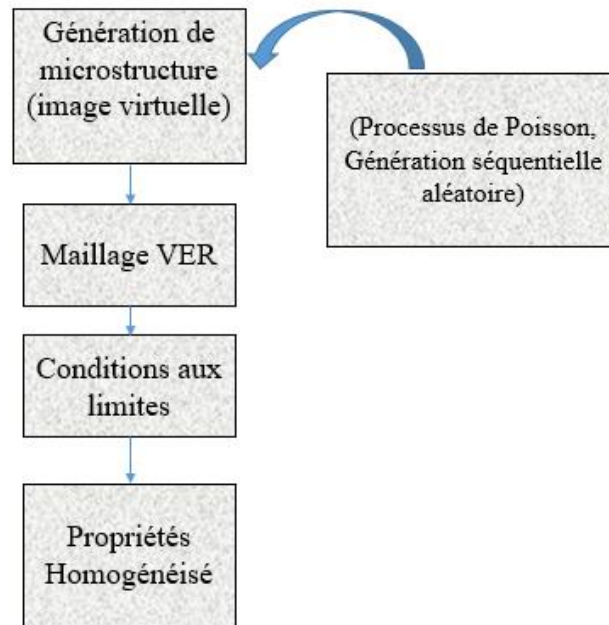 Génération de
microstructure
(image virtuelle)
(Processus de Poisson,
Génération séquentielle
aléatoire)
Maillage VER
Conditions aux
limites
Propriétés
Homogénéisé